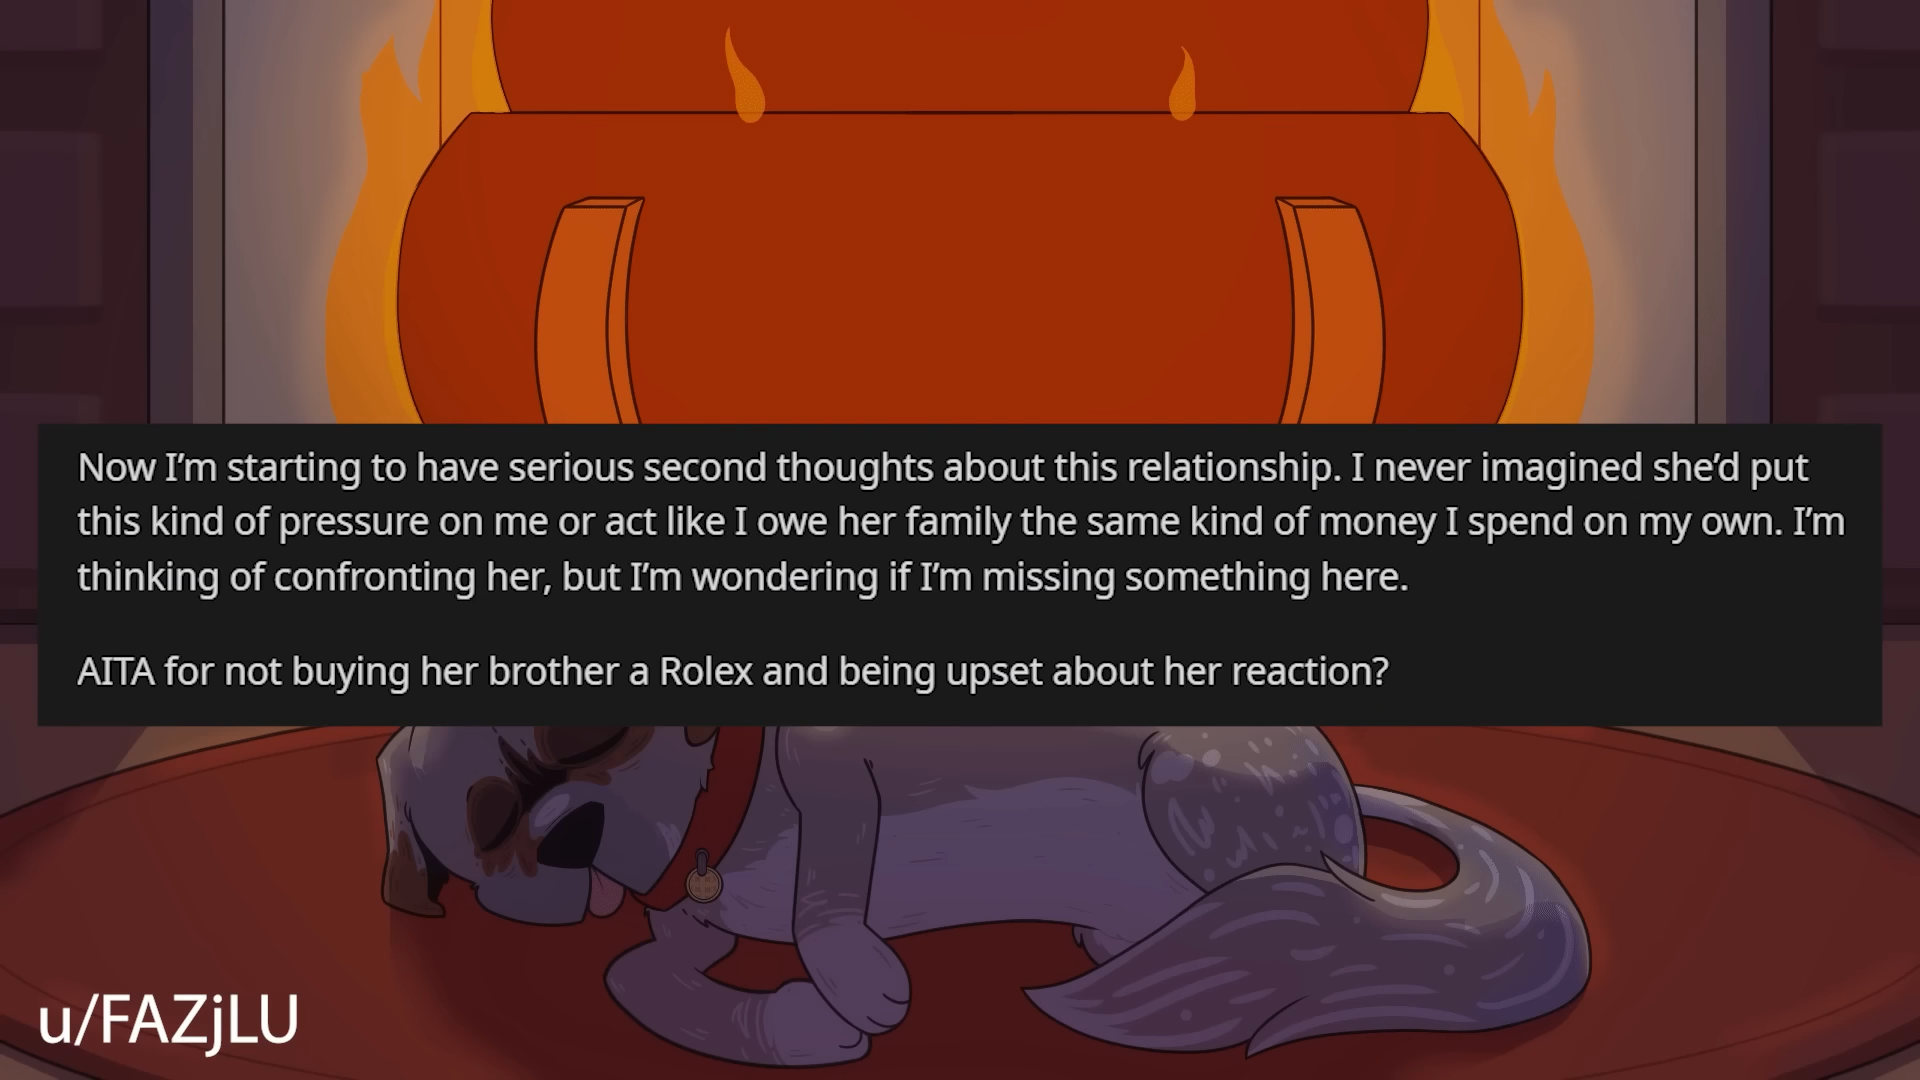 Now I’m starting to have serious second thoughts about this relationship. I never imagined she’d put
this kind of pressure on me or act like I owe her family the same kind of money I spend on my own. I’m
thinking of confronting her, but I’m wondering if I’m missing something here.
AITA for not buying her brother a Rolex and being upset about her reaction?
u/FAZjLU